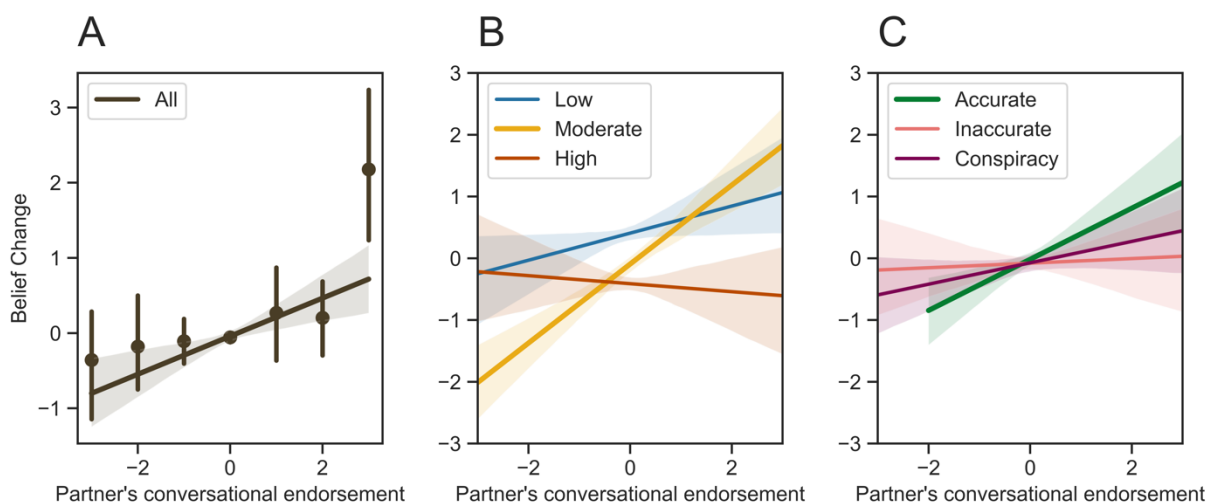 A
B
C
All
Low
Moderate
High
Accurate
Inaccurate
Conspiracy
Belief Change
3
2
1
0
−1
3
2
1
0
−1
−2
−3
3
2
1
0
−1
−2
−3
−2
0
2
−2
0
2
−2
0
2
Partner's conversational endorsement
Partner's conversational endorsement
Partner's conversational endorsement